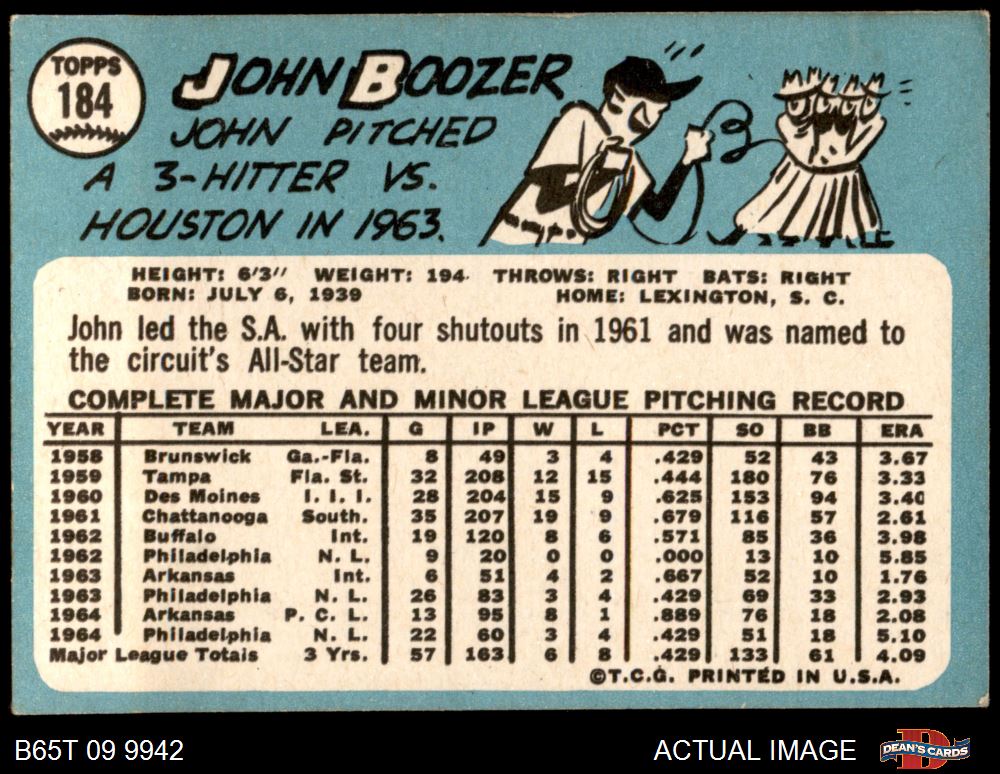 TOPPS
184
JOHN BOOZER
JOHN PITCHED
A 3-HITTER VS.
HOUSTON IN 1963.
HEIGHT: 6'3" WEIGHT: 194 THROWS: RIGHT BATS: RIGHT
BORN: JULY 6, 1939 HOME: LEXINGTON, S. C.
John led the S.A. with four shutouts in 1961 and was named to
the circuit's All-Star team.
COMPLETE MAJOR AND MINOR LEAGUE PITCHING RECORD
YEAR TEAM LEA. G IP W L PCT SO BB ERA
1958 Brunswick Ga.-Fla. 8 49 3 4 .429 52 43 3.67
1959 Tampa Fla. St. 32 208 12 15 .444 180 76 3.33
1960 Des Moines I. I. I. 28 204 15 9 .625 153 94 3.40
1961 Chattanooga South. 35 207 19 9 .679 116 57 2.61
1962 Buffalo Int. 19 120 8 6 .571 85 36 3.98
1962 Philadelphia N. L. 9 20 0 0 .000 13 10 5.85
1963 Arkansas Int. 6 51 4 2 .667 52 10 1.76
1963 Philadelphia N. L. 26 83 3 4 .429 69 33 2.93
1964 Arkansas P. C. L. 13 95 8 1 .889 76 18 2.08
1964 Philadelphia N. L. 22 60 3 4 .429 51 18 5.10
Major League Totals 3 Yrs. 57 163 6 8 .429 133 61 4.09
©T.C.G. PRINTED IN U.S.A.
B65T 09 9942 ACTUAL IMAGE DEAN'S CARDS